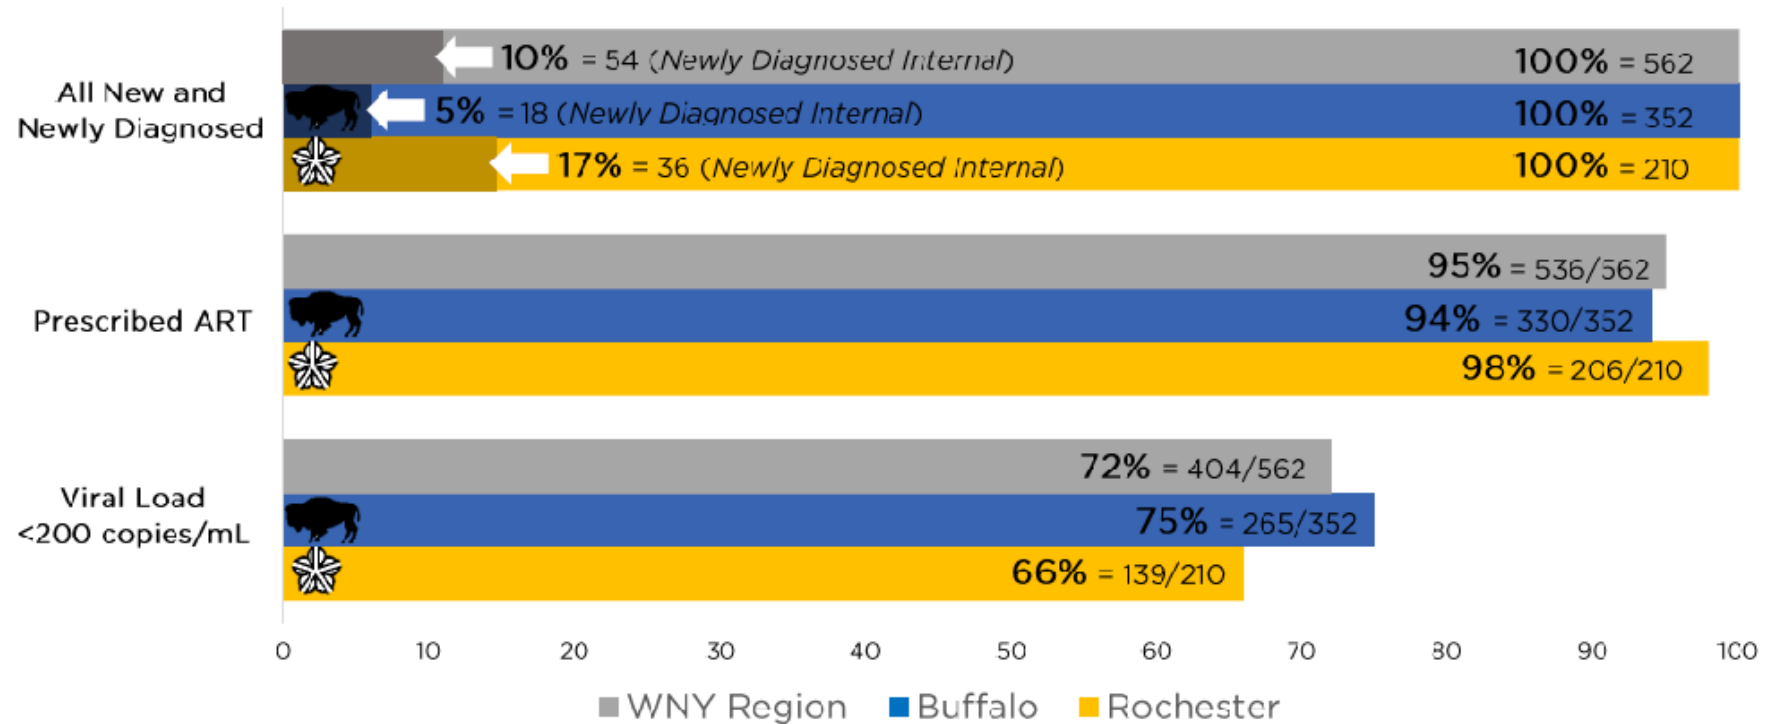 All New and
Newly Diagnosed
10% = 54 (Newly Diagnosed Internal)
100% = 562
5% = 18 (Newly Diagnosed Internal)
100% = 352
17% = 36 (Newly Diagnosed Internal)
100% = 210
Prescribed ART
95% = 536/562
94% = 330/352
98% = 206/210
Viral Load
<200 copies/mL
72% = 404/562
75% = 265/352
66% = 139/210
0 10 20 30 40 50 60 70 80 90 100
WNY Region Buffalo Rochester